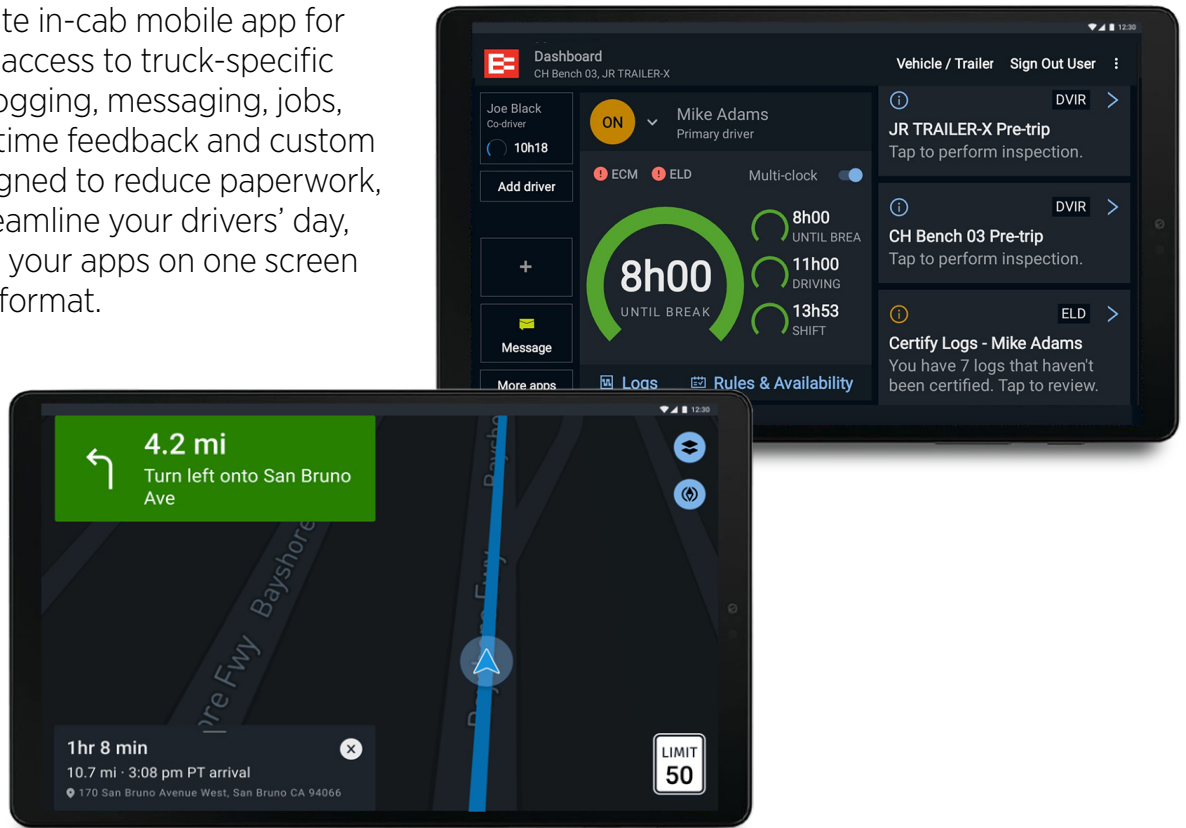 te in-cab mobile app for
access to truck-specific
ogging, messaging, jobs,
time feedback and custom
gned to reduce paperwork,
eamline your drivers' day,
your apps on one screen
format.
12:30
Dashboard
CH Bench 03, JR TRAILER-X
Vehicle / Trailer Sign Out User
Joe Black
Co-driver
10h18
Add driver
+
Message
More apps
ON
Mike Adams
Primary driver
ECM ELD Multi-clock
8h00
UNTIL BREAK
8h00
UNTIL BREA
11h00
DRIVING
13h53
SHIFT
Logs Rules & Availability
DVIR
JR TRAILER-X Pre-trip
Tap to perform inspection.
DVIR
CH Bench 03 Pre-trip
Tap to perform inspection.
ELD
Certify Logs - Mike Adams
You have 7 logs that haven't
been certified. Tap to review.
12:30
4.2 mi
Turn left onto San Bruno
Ave
Bayshore
ore Fwy
Baysho
Fwy
1hr 8 min
10.7 mi · 3:08 pm PT arrival
170 San Bruno Avenue West, San Bruno CA 94066
LIMIT
50